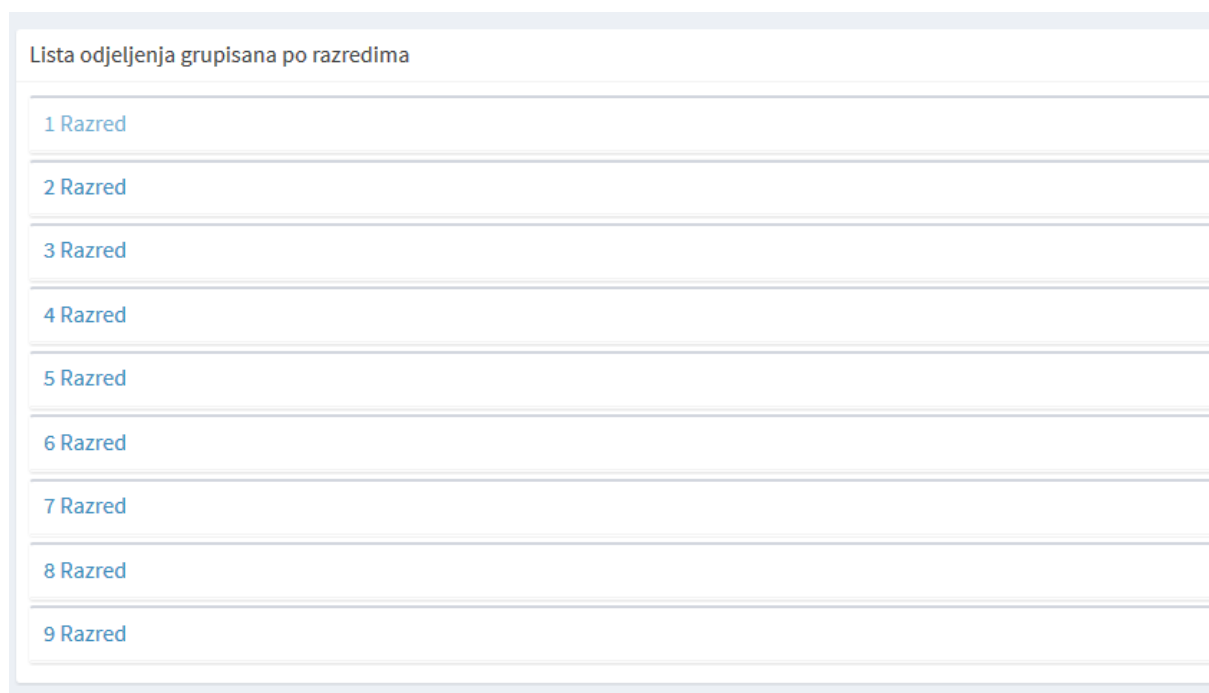 Lista odjeljenja grupisana po razredima
1 Razred
2 Razred
3 Razred
4 Razred
5 Razred
6 Razred
7 Razred
8 Razred
9 Razred